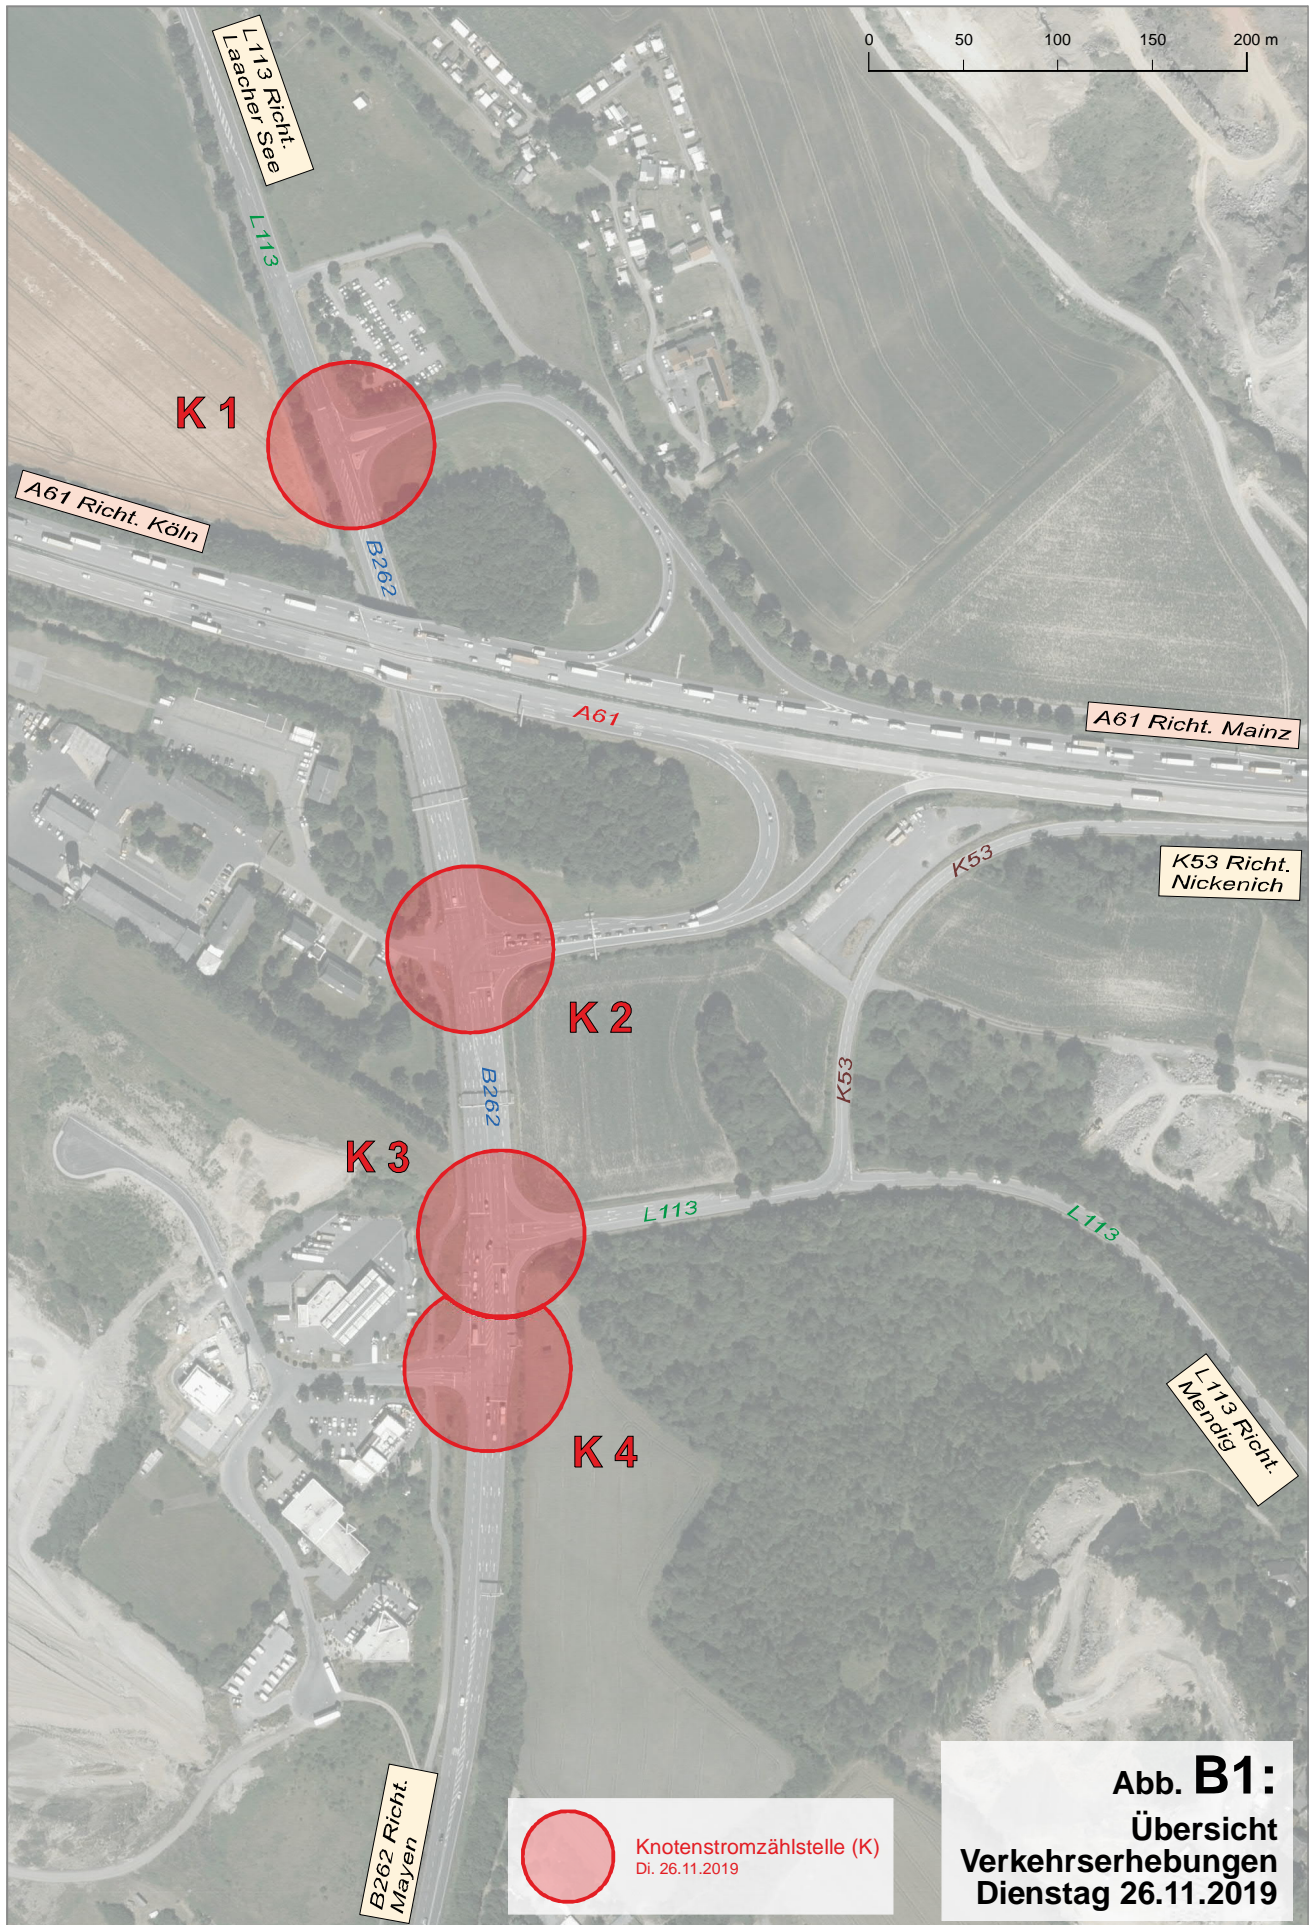 0 50 100 150 200 m
L113 Richt.
Laacher See
L113
K 1
A61 Richt. Köln
B262
A61
A61 Richt. Mainz
K53
K53 Richt.
Nickenich
K 2
K53
B262
K 3
L113
L113
L113 Richt.
Mendig
K 4
B262 Richt.
Mayen
Knotenstromzählstelle (K)
Di. 26.11.2019
Abb. B1:
Übersicht
Verkehrserhebungen
Dienstag 26.11.2019